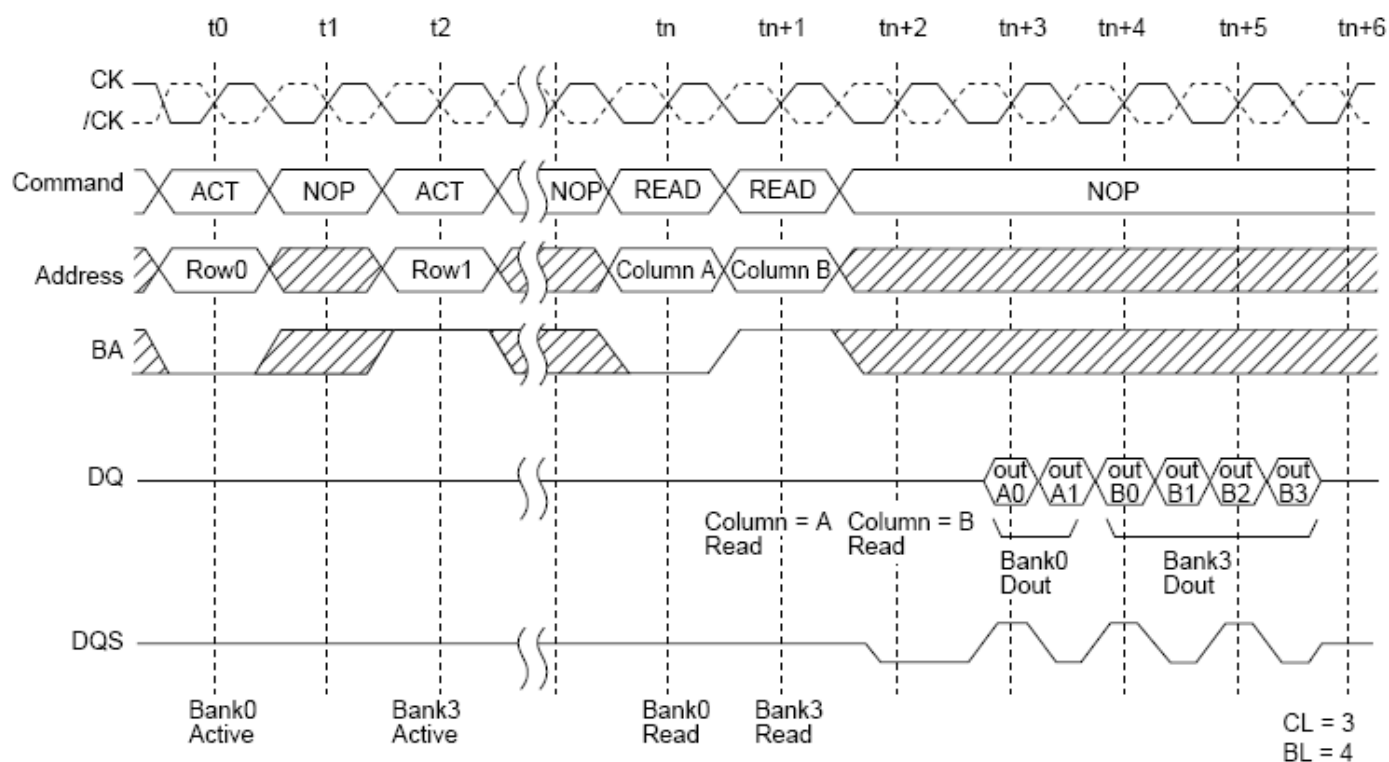 t0 t1 t2 tn tn+1 tn+2 tn+3 tn+4 tn+5 tn+6
CK
/CK
Command ACT NOP ACT NOP READ READ NOP
Address Row0 Row1 Column A Column B
BA
DQ out A0 out A1 out B0 out B1 out B2 out B3
Column = A Column = B
Read Read
Bank0 Bank3
Dout Dout
DQS
Bank0 Bank3 Bank0 Bank3
Active Active Read Read
CL = 3
BL = 4